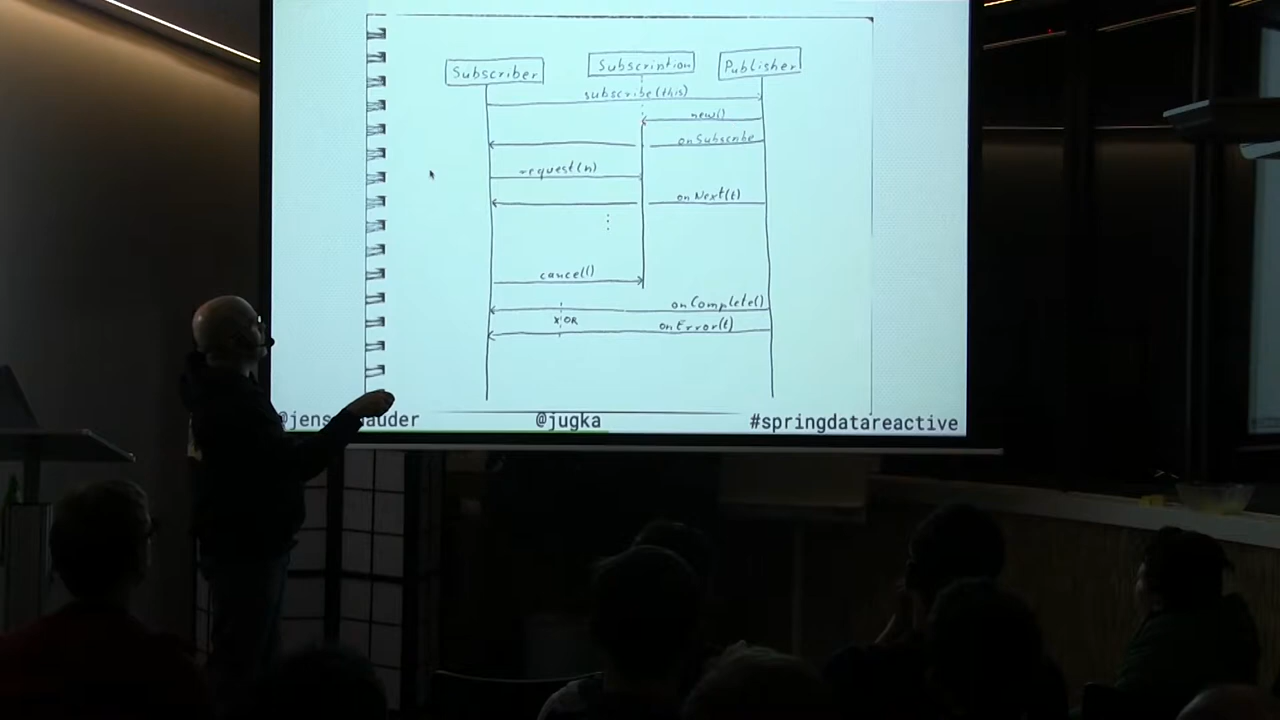 Subscriber
Subscription
Publisher
subscribe(this)
new()
onSubscribe
request(n)
onNext(t)
cancel()
onComplete()
XOR
onError(t)
@jugka
#springdatareactive